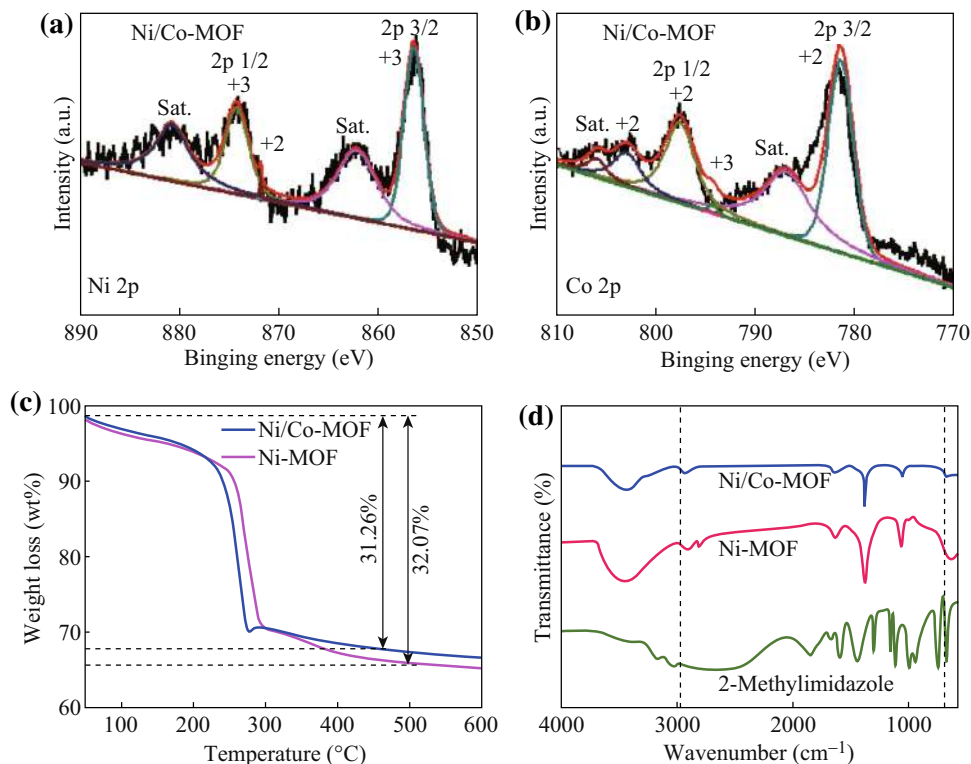 (a)
Ni/Co-MOF
2p 3/2
+3
2p 1/2
+3
Sat.
+2
Sat.
Intensity (a.u.)
Ni 2p
890 880 870 860 850
Binging energy (eV)
(b)
Ni/Co-MOF
2p 3/2
+2
2p 1/2
+2
Sat. +2
+3
Sat.
Intensity (a.u.)
Co 2p
810 800 790 780 770
Binging energy (eV)
(c)
100
90
80
70
60
Weight loss (wt%)
Ni/Co-MOF
Ni-MOF
31.26%
32.07%
100 200 300 400 500 600
Temperature (°C)
(d)
Transmittance (%)
Ni/Co-MOF
Ni-MOF
2-Methylimidazole
4000 3000 2000 1000
Wavenumber (cm⁻¹)